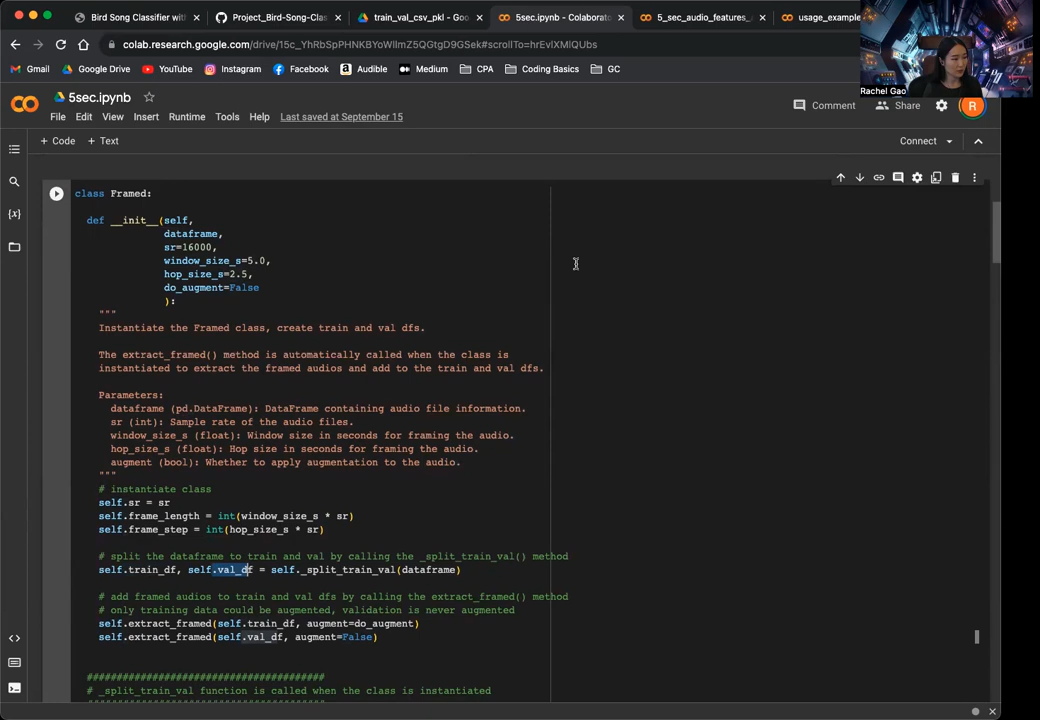 Bird Song Classifier with
Project_Bird-Song-Clas
train_val_csv_pkl - Goo
5sec.ipynb - Colaborato
5_sec_audio_features_
usage_example
colab.research.google.com/drive/15c_YhRbSpPHNKBYoWlImZ5QGtgD9GSek#scrollTo=hrEvlXMlQUbs
Gmail
Google Drive
YouTube
Instagram
Facebook
Audible
Medium
CPA
Coding Basics
GC
Rachel Gao
5sec.ipynb
File Edit View Insert Runtime Tools Help Last saved at September 15
Comment
Share
R
+ Code + Text
Connect
class Framed:
def __init__(self,
dataframe,
sr=16000,
window_size_s=5.0,
hop_size_s=2.5,
do_augment=False
):
"""
Instantiate the Framed class, create train and val dfs.
The extract_framed() method is automatically called when the class is
instantiated to extract the framed audios and add to the train and val dfs.
Parameters:
dataframe (pd.DataFrame): DataFrame containing audio file information.
sr (int): Sample rate of the audio files.
window_size_s (float): Window size in seconds for framing the audio.
hop_size_s (float): Hop size in seconds for framing the audio.
augment (bool): Whether to apply augmentation to the audio.
"""
# instantiate class
self.sr = sr
self.frame_length = int(window_size_s * sr)
self.frame_step = int(hop_size_s * sr)
# split the dataframe to train and val by calling the _split_train_val() method
self.train_df, self.val_df = self._split_train_val(dataframe)
# add framed audios to train and val dfs by calling the extract_framed() method
# only training data could be augmented, validation is never augmented
self.extract_framed(self.train_df, augment=do_augment)
self.extract_framed(self.val_df, augment=False)
########################################
# _split_train_val function is called when the class is instantiated